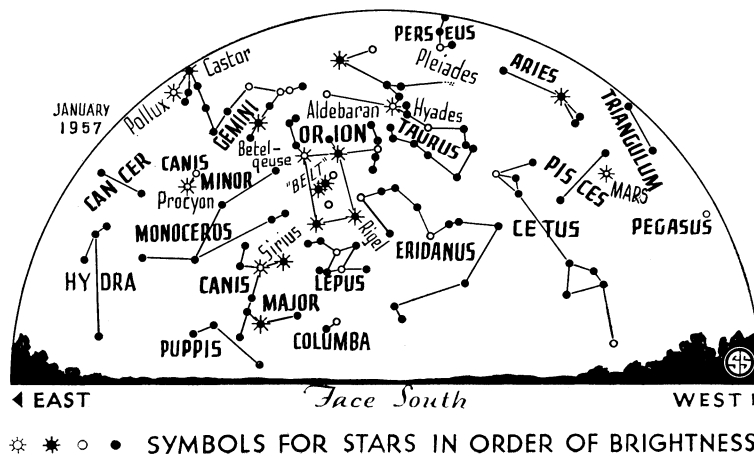 PERSEUS
Pleiades
ARIES
Castor
JANUARY
1957
Pollux
GEMINI
Aldebaran
Hyades
TAURUS
TRIANGULUM
ORION
Betel-
geuse
CANCER
CANIS
MINOR
Procyon
"BELT"
PISCES
MARS
PEGASUS
MONOCEROS
Sirius
Rigel
ERIDANUS
CETUS
HYDRA
CANIS
MAJOR
LEPUS
PUPPIS
COLUMBA
SS
EAST
Face South
WEST
SYMBOLS FOR STARS IN ORDER OF BRIGHTNESS